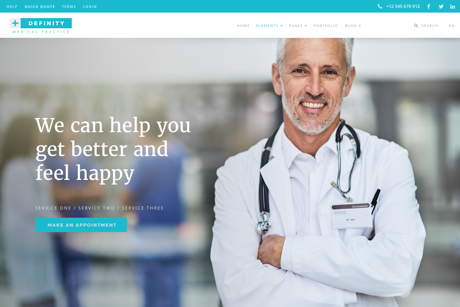 HELP QUICK QUOTE TERMS LOGIN
+12 345 678 912
DEFINITY
MEDICAL PRACTICE
HOME ELEMENTS PAGES PORTFOLIO BLOG
SEARCH EN
We can help you
get better and
feel happy
SERVICE ONE / SERVICE TWO / SERVICE THREE
MAKE AN APPOINTMENT